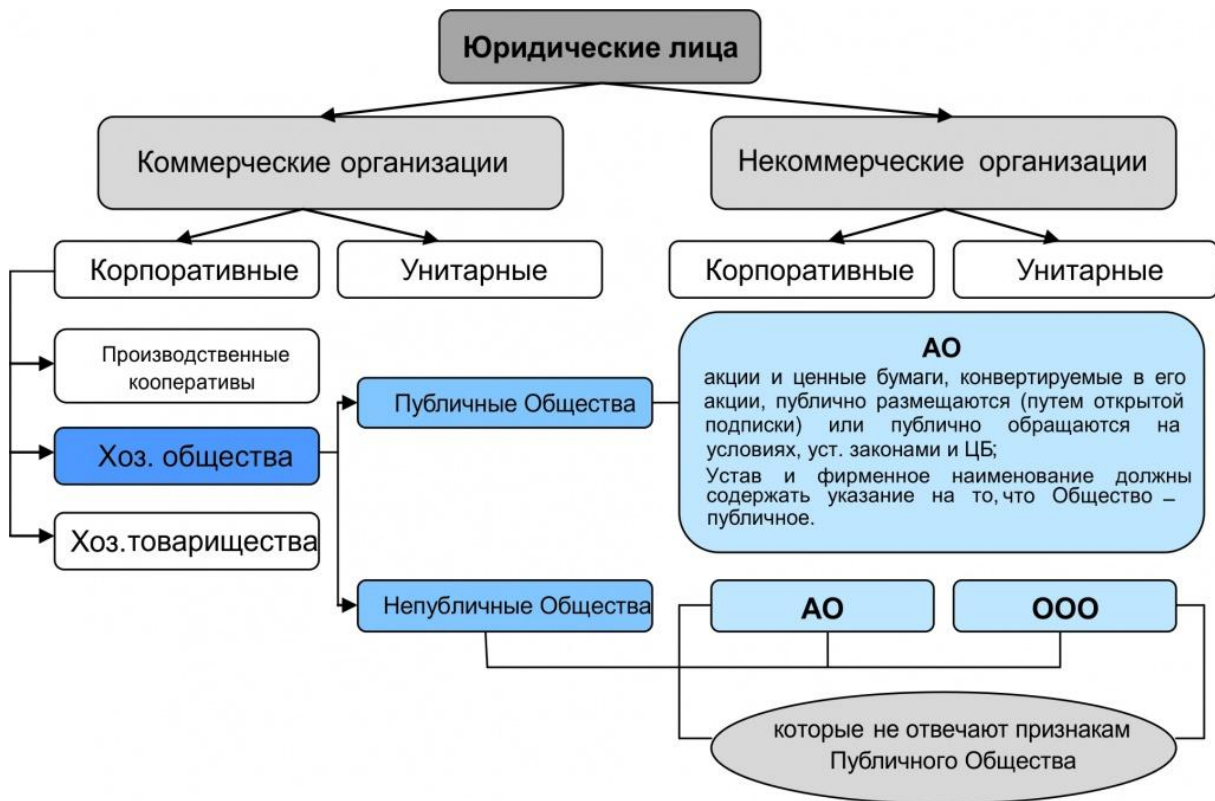 Юридические лица
Коммерческие организации
Некоммерческие организации
Корпоративные
Унитарные
Корпоративные
Унитарные
Производственные
кооперативы
Хоз. общества
Хоз.товарищества
Публичные Общества
АО
акции и ценные бумаги, конвертируемые в его
акции, публично размещаются (путем открытой
подписки) или публично обращаются на
условиях, уст. законами и ЦБ;
Устав и фирменное наименование должны
содержать указание на то, что Общество –
публичное.
Непубличные Общества
АО
ООО
которые не отвечают признакам
Публичного Общества